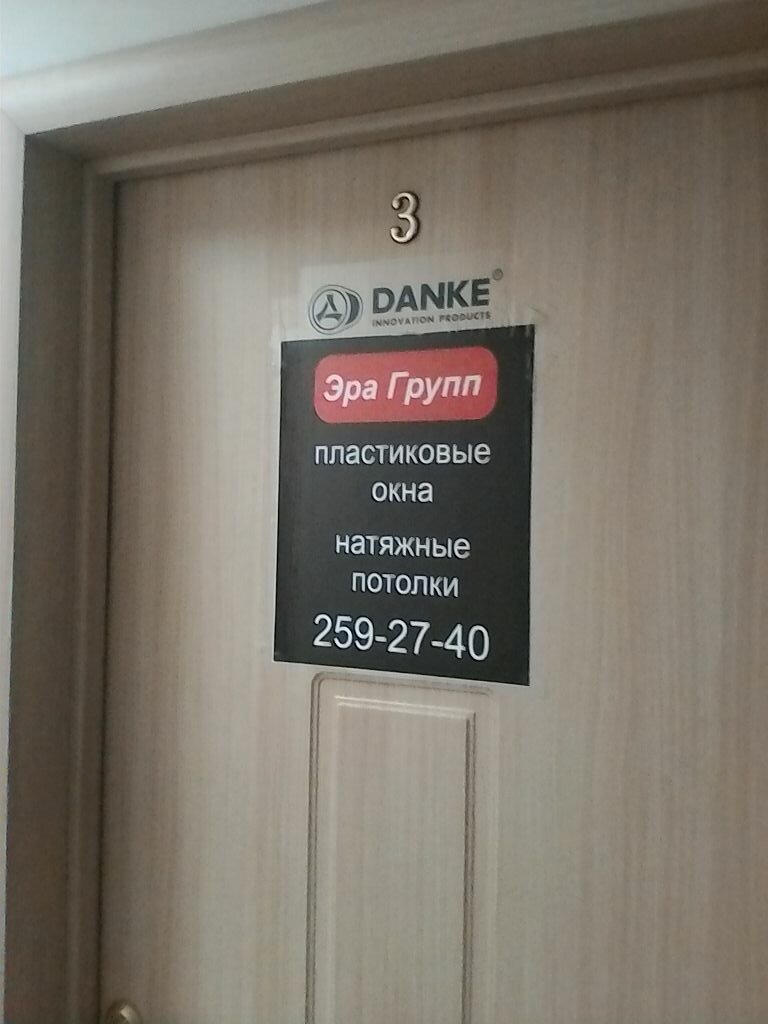 3
DANKE®
INNOVATION PRODUCTS
Эра Групп
пластиковые
окна
натяжные
потолки
259-27-40